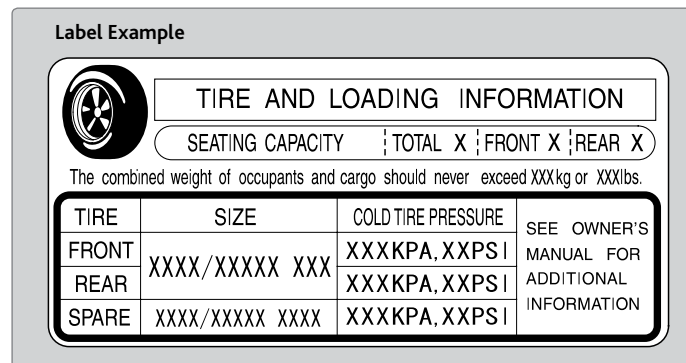 Label Example
TIRE AND LOADING INFORMATION
SEATING CAPACITY TOTAL X FRONT X REAR X
The combined weight of occupants and cargo should never exceed XXXkg or XXXlbs.
TIRE SIZE COLD TIRE PRESSURE
FRONT XXXX/XXXXX XXX XXXKPA,XXPSI
REAR XXXKPA,XXPSI
SPARE XXXX/XXXXX XXXX XXXKPA,XXPSI
SEE OWNER'S
MANUAL FOR
ADDITIONAL
INFORMATION